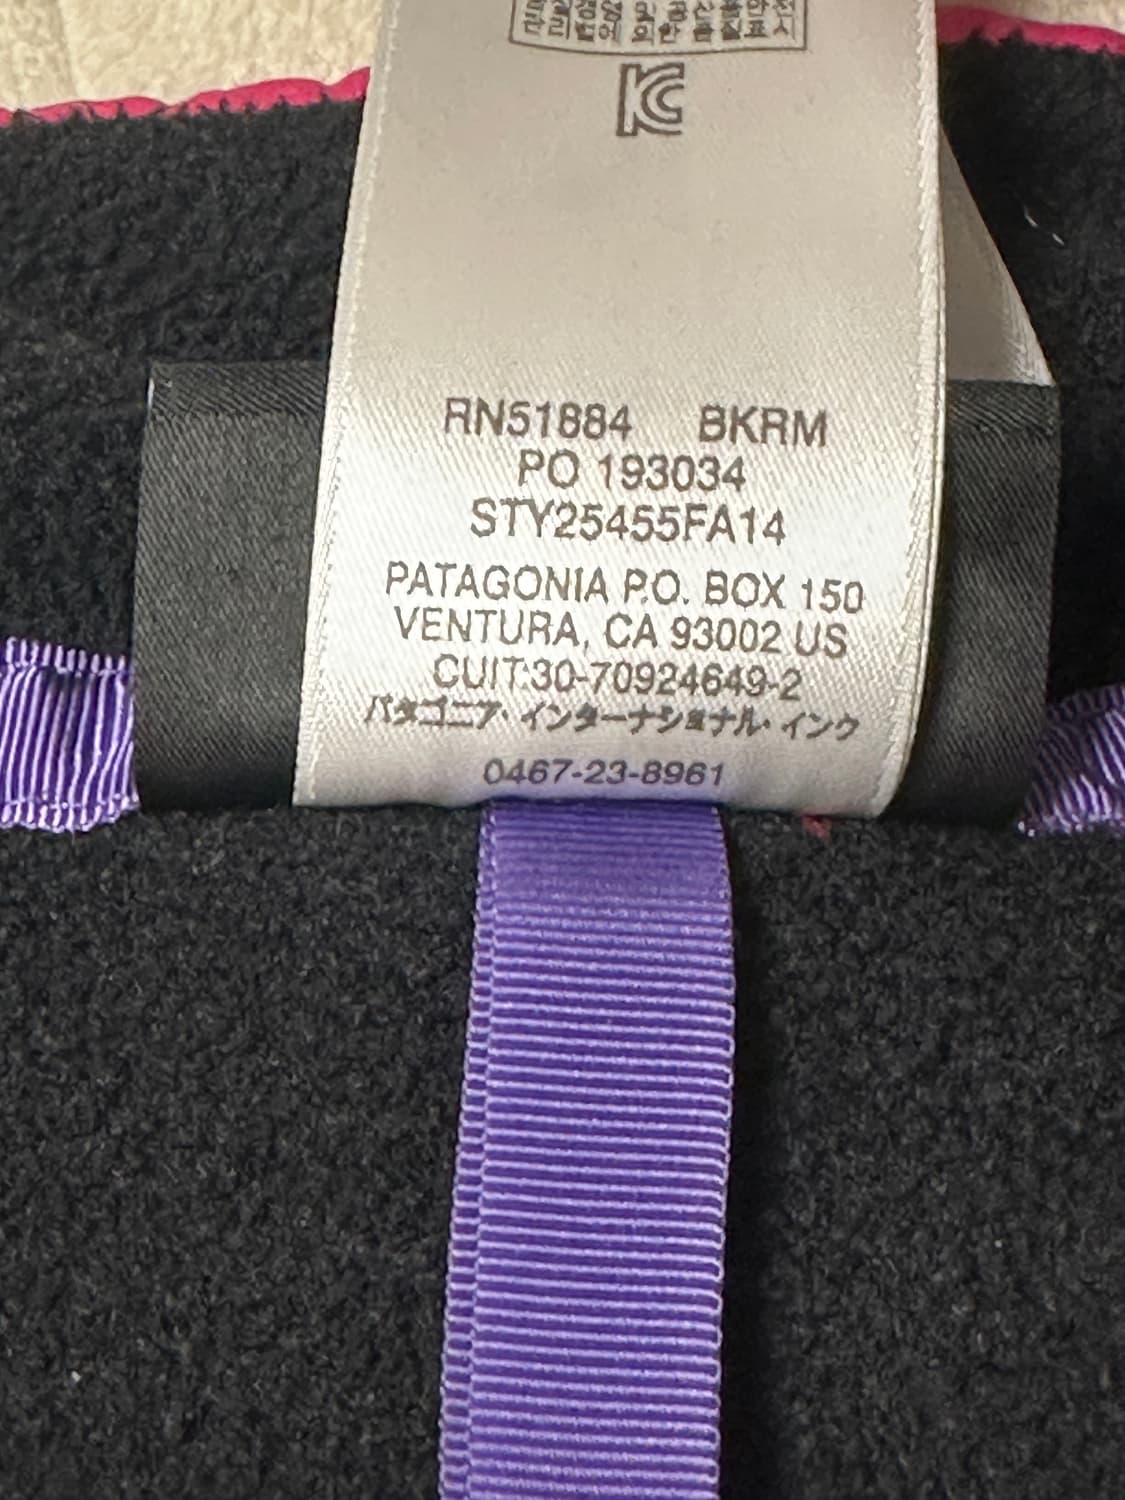 KC
RN51884 BKRM
PO 193034
STY25455FA14
PATAGONIA P.O. BOX 150
VENTURA, CA 93002 US
CUIT:30-70924649-2
パタゴニア・インターナショナル・インク
0467-23-8961